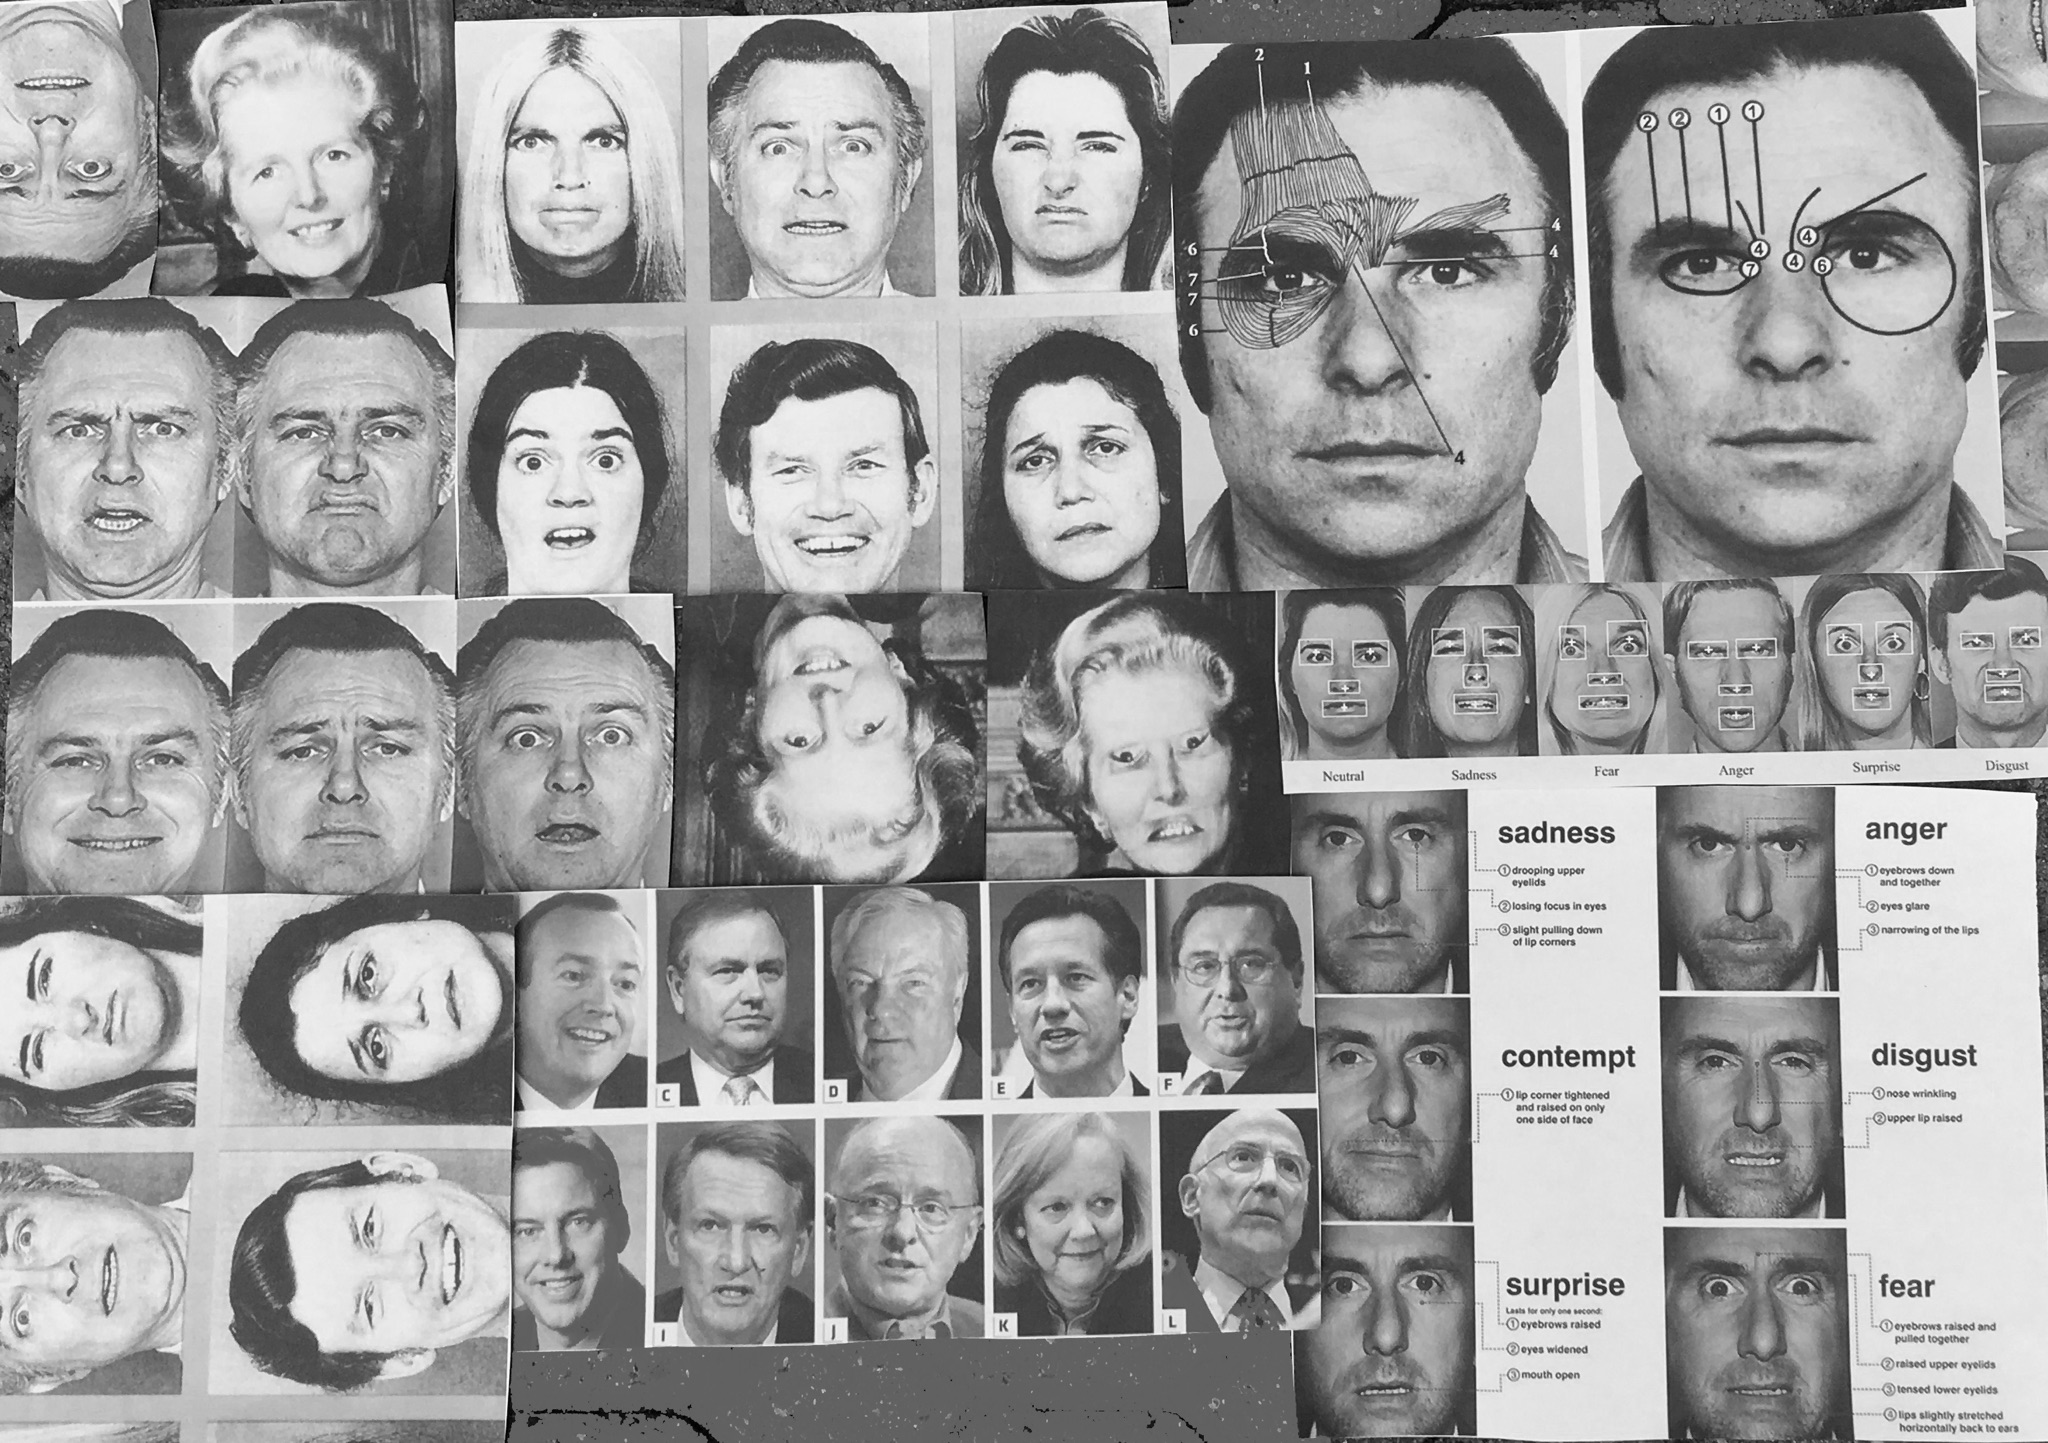 2 1
6
7
7
6
4
4
4
2 2 1 1
4
7
4
4
6
Neutral Sadness Fear Anger Surprise Disgust
sadness
1 drooping upper
eyelids
2 losing focus in eyes
3 slight pulling down
of lip corners
anger
1 eyebrows down
and together
2 eyes glare
3 narrowing of the lips
contempt
1 lip corner tightened
and raised on only
one side of face
disgust
1 nose wrinkling
2 upper lip raised
surprise
Lasts for only one second:
1 eyebrows raised
2 eyes widened
3 mouth open
fear
1 eyebrows raised and
pulled together
2 raised upper eyelids
3 tensed lower eyelids
4 lips slightly stretched
horizontally back to ears
C D E F
I J K L